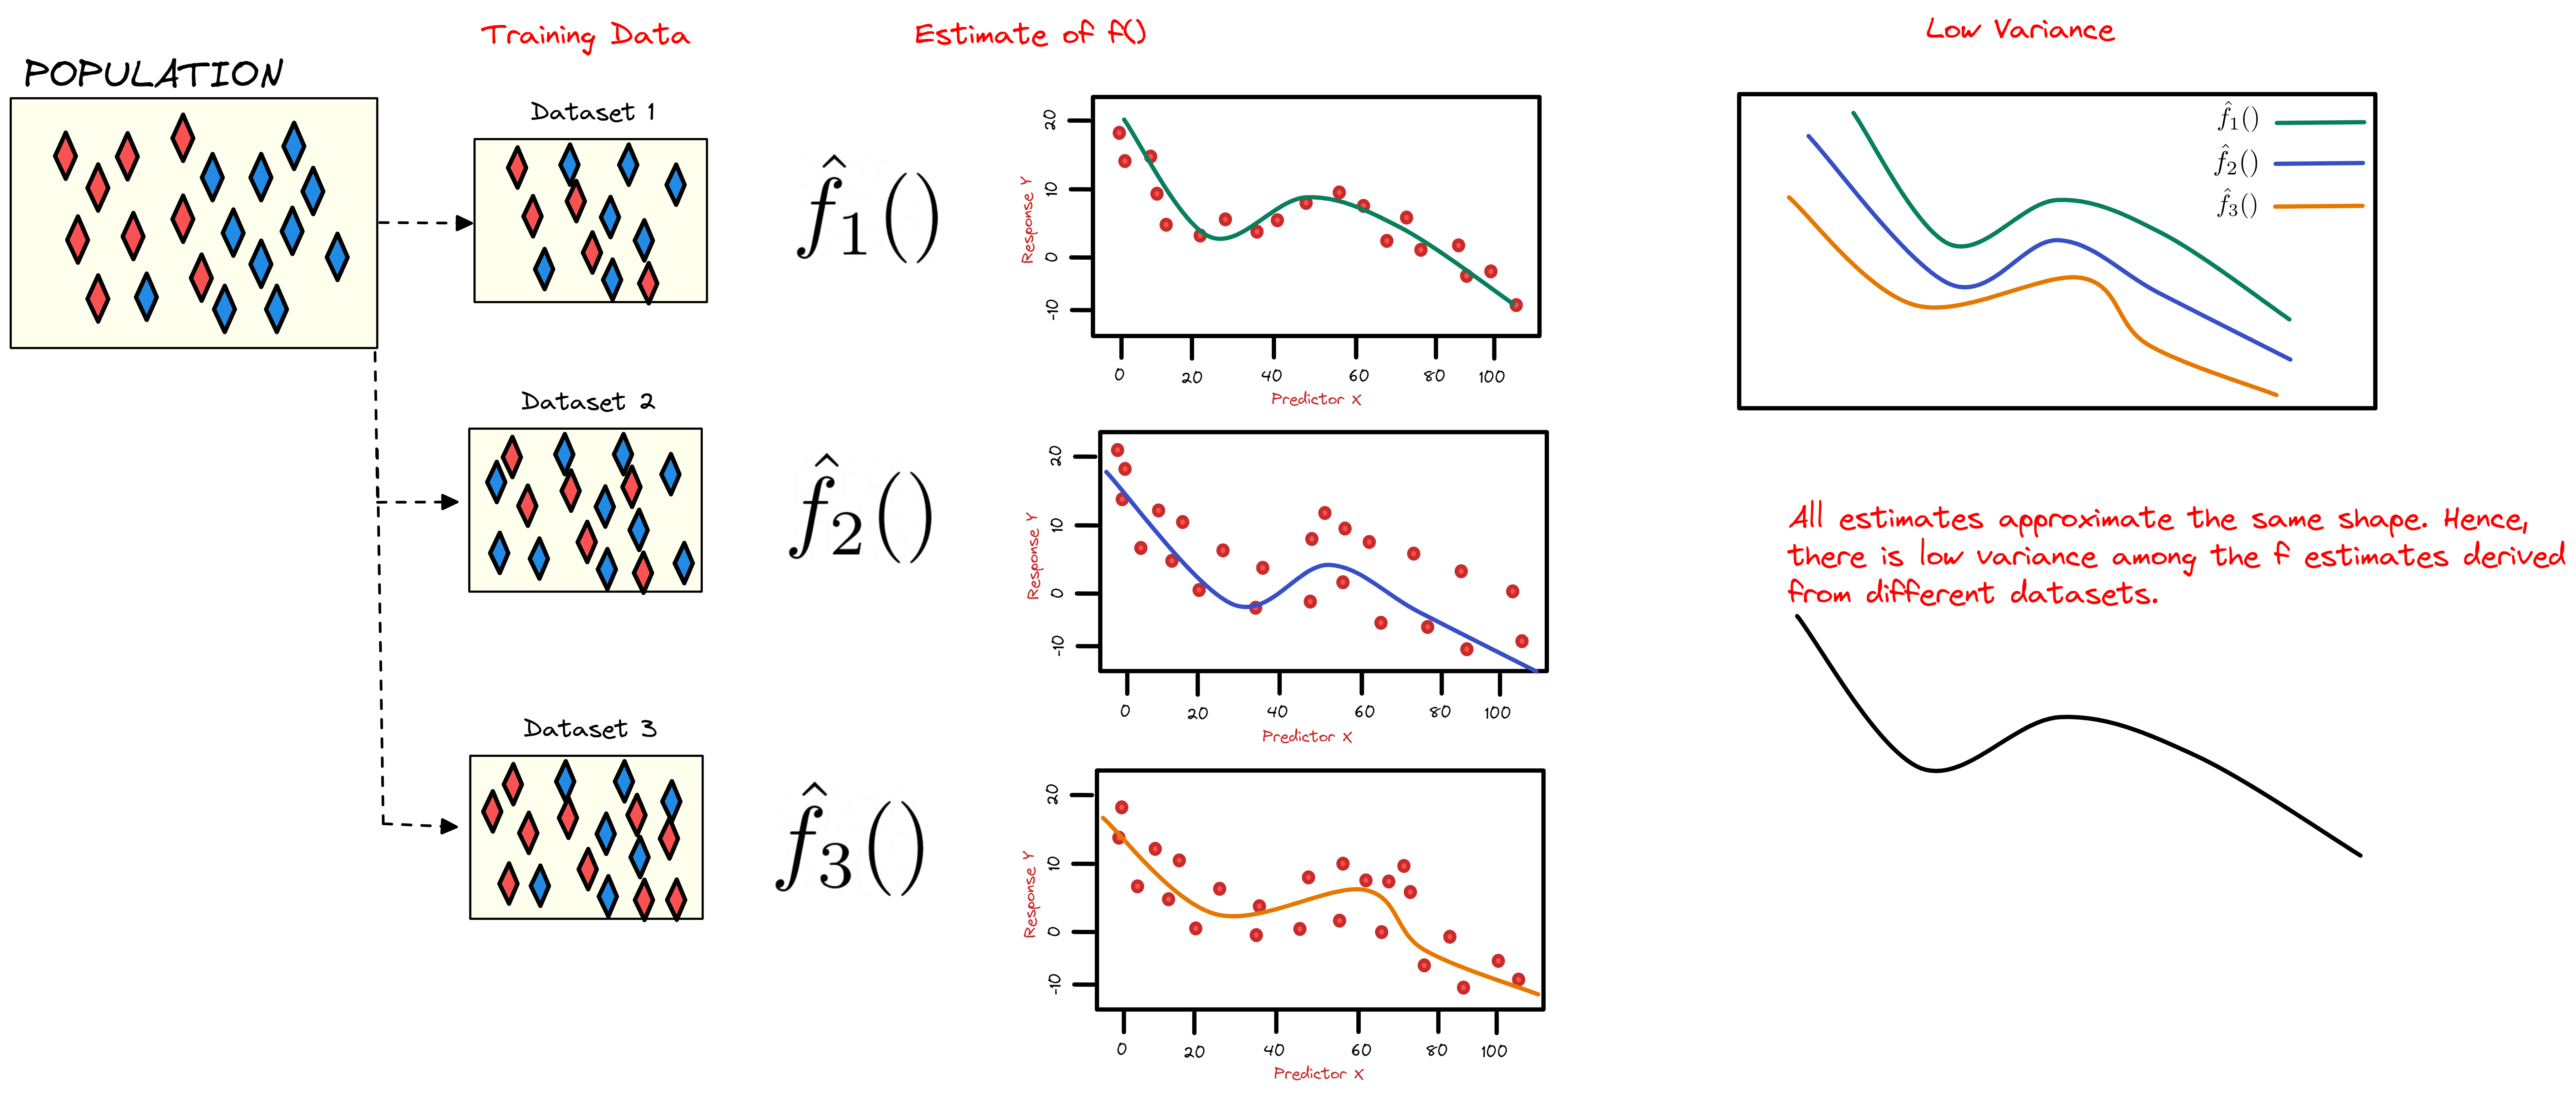 Training Data
Estimate of f()
Low Variance
POPULATION
Dataset 1
f̂₁()
20
10
0
-10
Response Y
0 20 40 60 80 100
Predictor X
f̂₁()
f̂₂()
f̂₃()
Dataset 2
f̂₂()
20
10
0
-10
Response Y
0 20 40 60 80 100
Predictor X
All estimates approximate the same shape. Hence,
there is low variance among the f estimates derived
from different datasets.
Dataset 3
f̂₃()
20
10
0
-10
Response Y
0 20 40 60 80 100
Predictor X